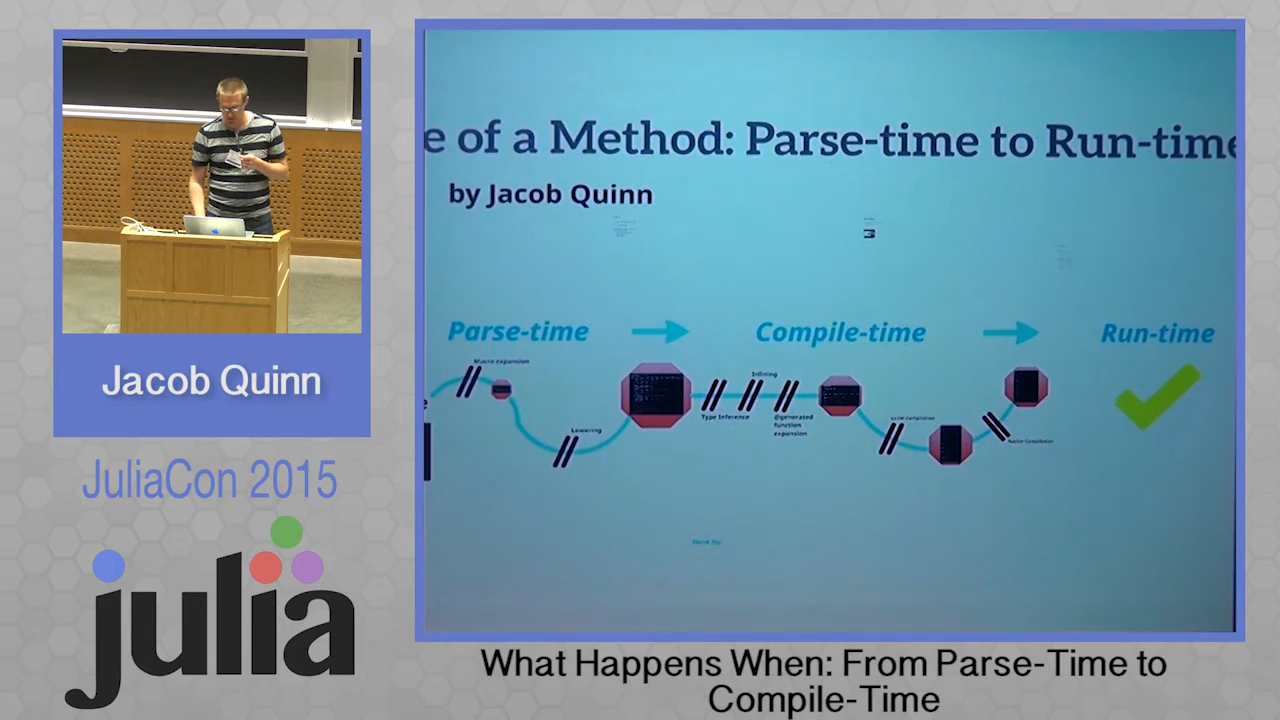 e of a Method: Parse-time to Run-time
by Jacob Quinn
Parse-time
Compile-time
Run-time
Macro expansion
Inlining
Type Inference
@generated
function
expansion
Lowering
LLVM compilation
Native Compilation
Thank You
Jacob Quinn
JuliaCon 2015
julia
What Happens When: From Parse-Time to
Compile-Time